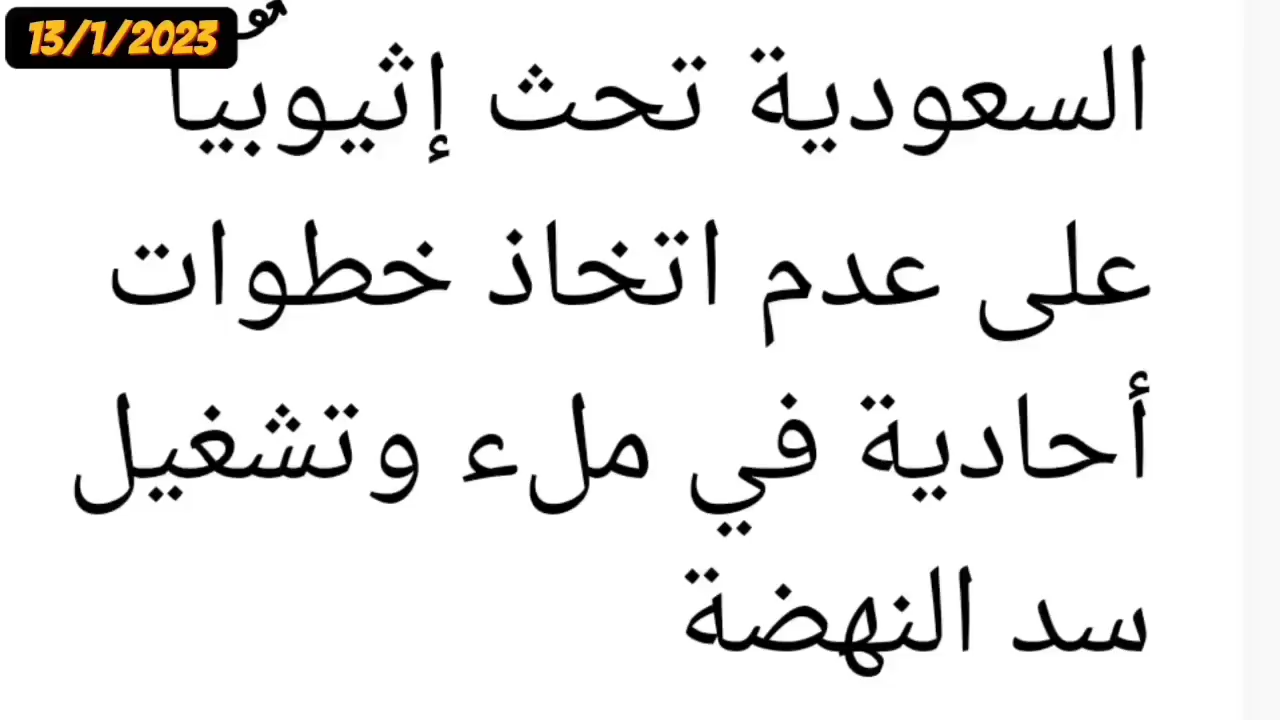 13/1/2023
السعودية تحث إثيوبيا
على عدم اتخاذ خطوات
أحادية في ملء وتشغيل
سد النهضة